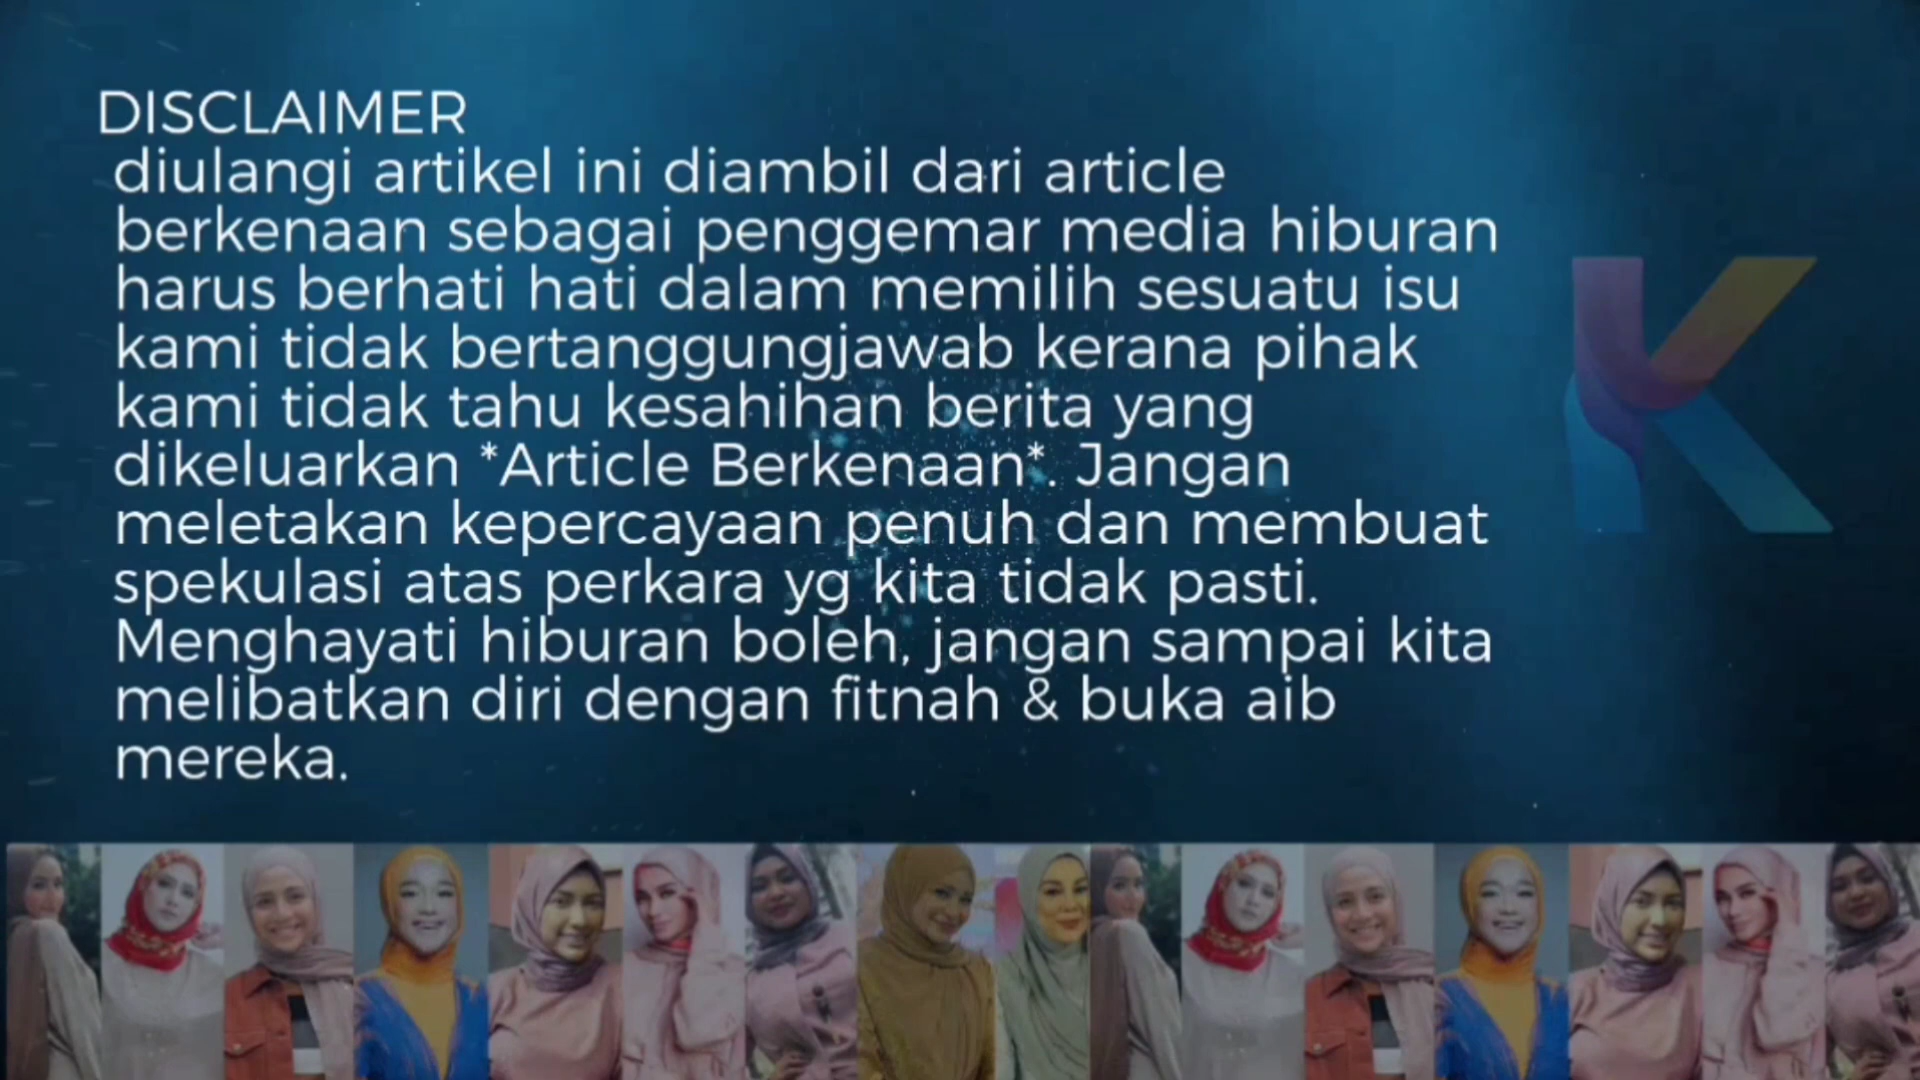 DISCLAIMER
diulangi artikel ini diambil dari article
berkenaan sebagai penggemar media hiburan
harus berhati hati dalam memilih sesuatu isu
kami tidak bertanggungjawab kerana pihak
kami tidak tahu kesahihan berita yang
dikeluarkan *Article Berkenaan*. Jangan
meletakan kepercayaan penuh dan membuat
spekulasi atas perkara yg kita tidak pasti.
Menghayati hiburan boleh, jangan sampai kita
melibatkan diri dengan fitnah & buka aib
mereka.
K